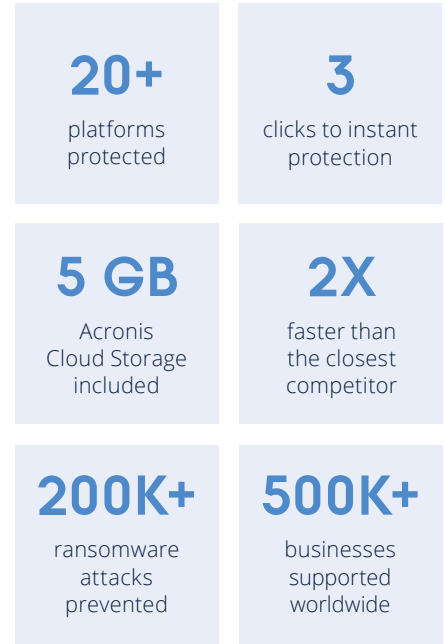 20+
platforms
protected
3
clicks to instant
protection
5 GB
Acronis
Cloud Storage
included
2X
faster than
the closest
competitor
200K+
ransomware
attacks
prevented
500K+
businesses
supported
worldwide